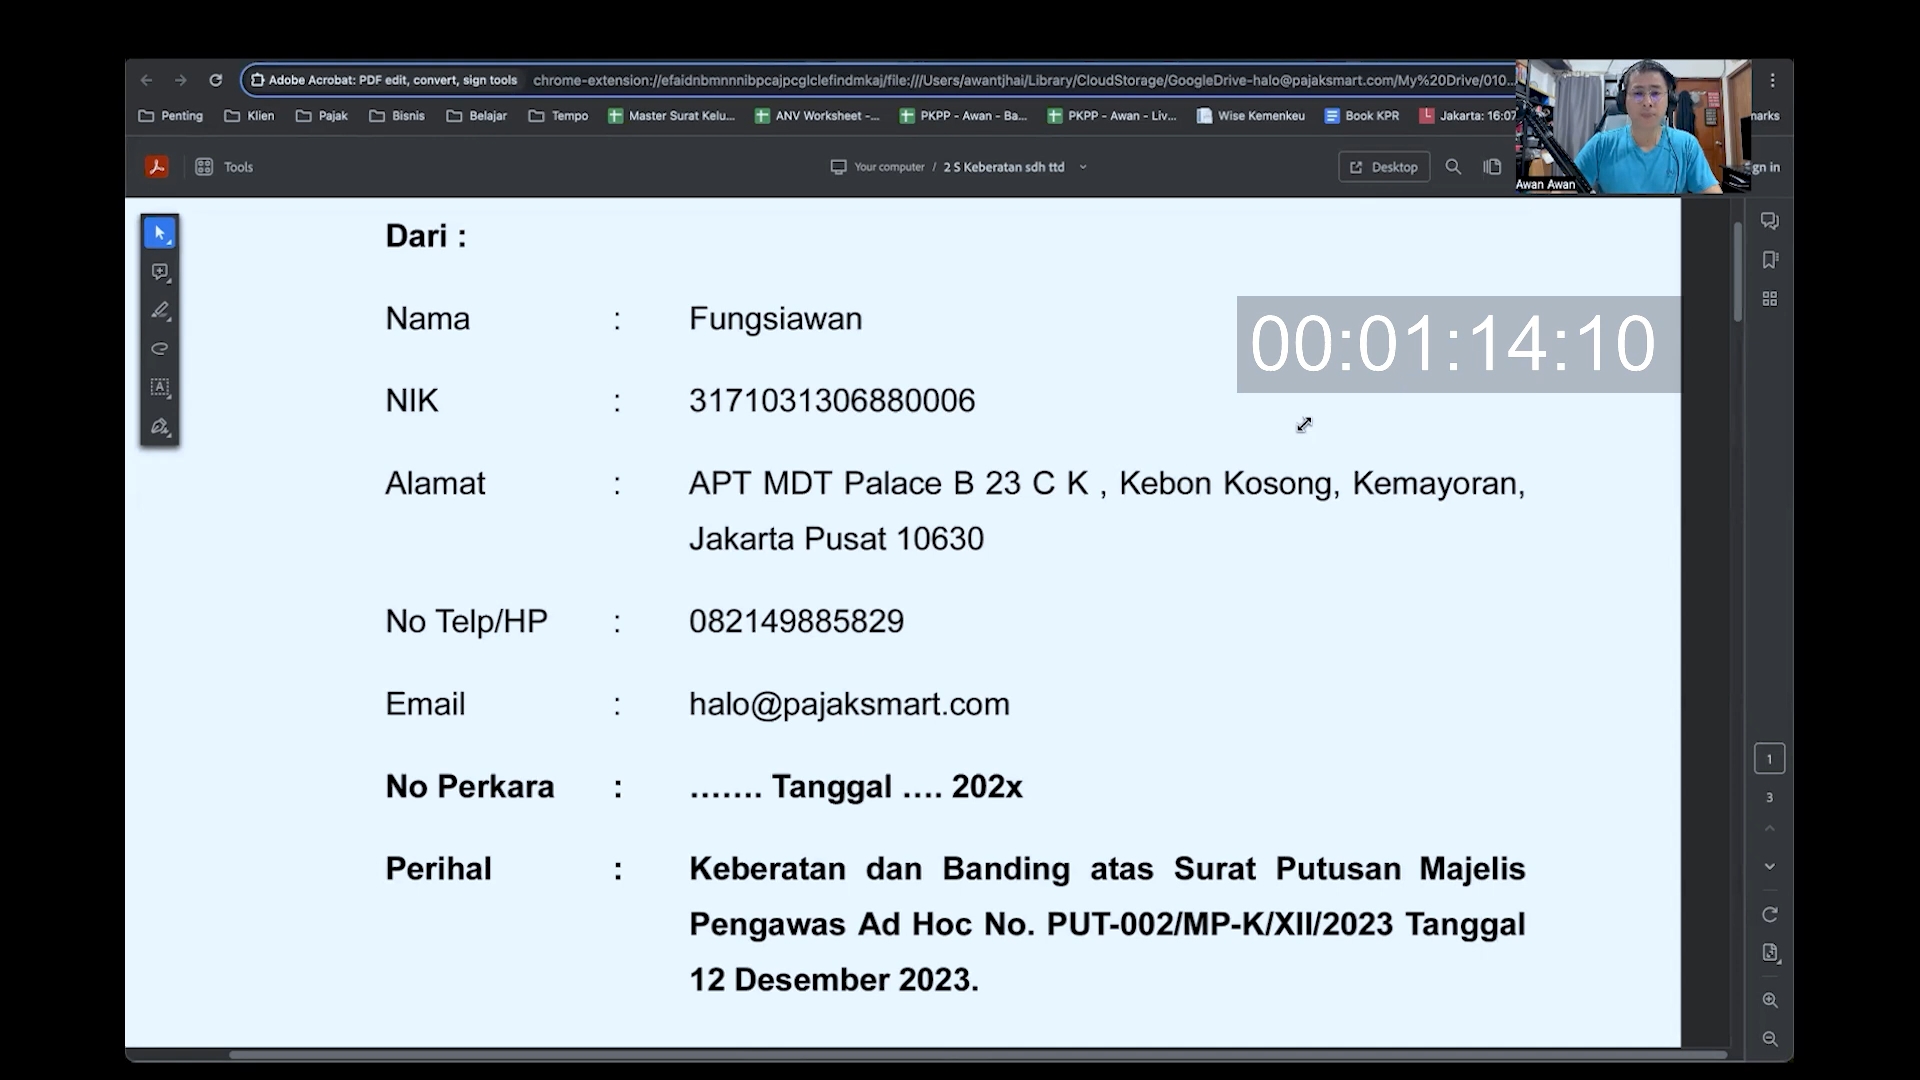 Adobe Acrobat: PDF edit, convert, sign tools chrome-extension://efaidnbmnnnibpcajpcglclefindmkaj/file:///Users/awantjhai/Library/CloudStorage/GoogleDrive-halo@pajaksmart.com/My%20Drive/010...
Penting Klien Pajak Bisnis Belajar Tempo Master Surat Kelu... ANV Worksheet -... PKPP - Awan - Ba... PKPP - Awan - Liv... Wise Kemenkeu Book KPR Jakarta: 16:07 marks
Tools Your computer / 2 S Keberatan sdh ttd Desktop gn in
Awan Awan
Dari :
Nama : Fungsiawan
00:01:14:10
NIK : 3171031306880006
Alamat : APT MDT Palace B 23 C K , Kebon Kosong, Kemayoran,
Jakarta Pusat 10630
No Telp/HP : 082149885829
Email : halo@pajaksmart.com
No Perkara : ....... Tanggal .... 202x
Perihal : Keberatan dan Banding atas Surat Putusan Majelis
Pengawas Ad Hoc No. PUT-002/MP-K/XII/2023 Tanggal
12 Desember 2023.
1
3